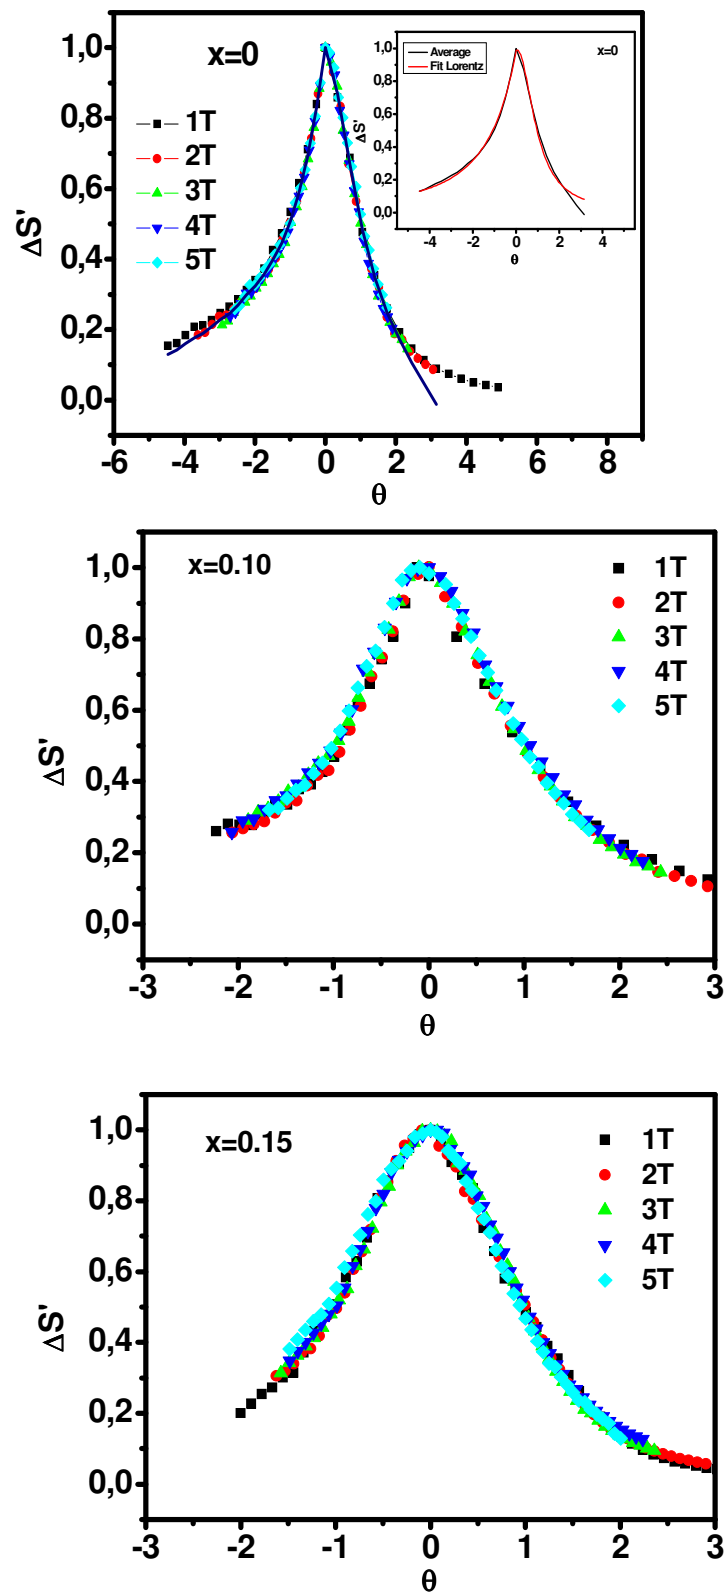 x=0
1T
2T
3T
4T
5T
1,0
0,8
0,6
0,4
0,2
0,0
ΔS'
-6 -4 -2 0 2 4 6 8
θ
Average
Fit Lorentz
x=0
1,0
0,8
0,6
0,4
0,2
0,0
ΔS'
-4 -2 0 2 4
θ
x=0.10
1T
2T
3T
4T
5T
1,0
0,8
0,6
0,4
0,2
0,0
ΔS'
-3 -2 -1 0 1 2 3
θ
x=0.15
1T
2T
3T
4T
5T
1,0
0,8
0,6
0,4
0,2
0,0
ΔS'
-3 -2 -1 0 1 2 3
θ